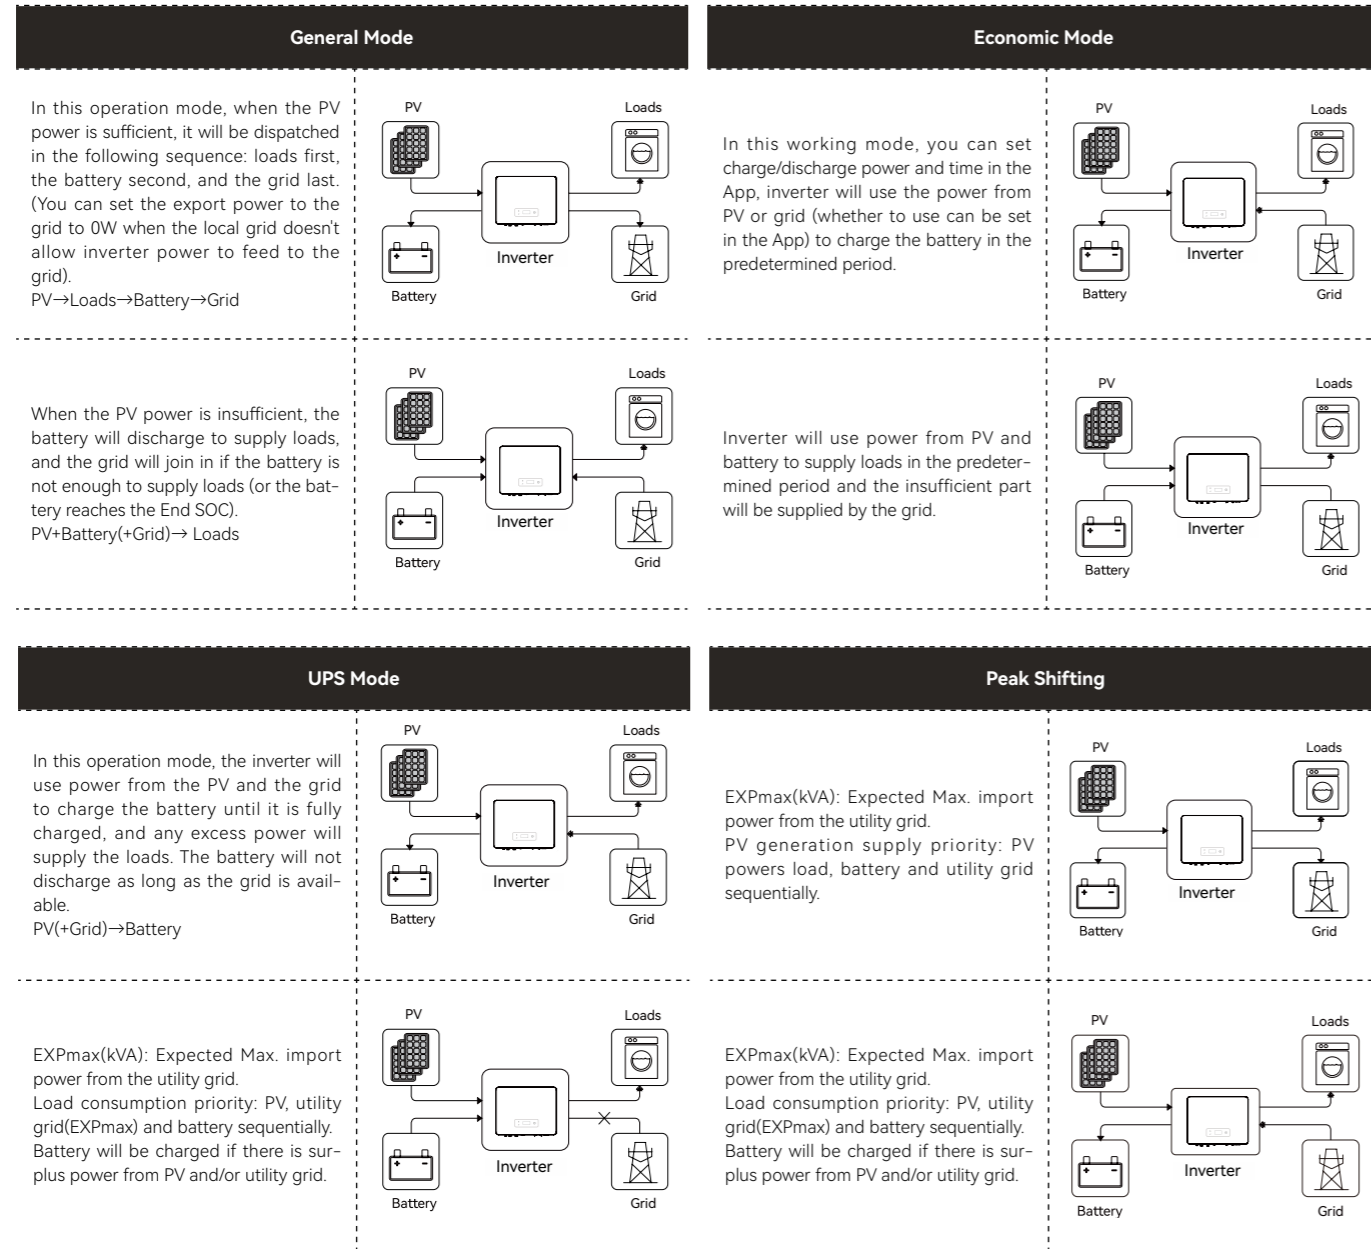 General Mode
In this operation mode, when the PV
power is sufficient, it will be dispatched
in the following sequence: loads first,
the battery second, and the grid last.
(You can set the export power to the
grid to 0W when the local grid doesn't
allow inverter power to feed to the
grid).
PV→Loads→Battery→Grid
PV
Loads
Inverter
Battery
Grid
When the PV power is insufficient, the
battery will discharge to supply loads,
and the grid will join in if the battery is
not enough to supply loads (or the bat-
tery reaches the End SOC).
PV+Battery(+Grid)→ Loads
PV
Loads
Inverter
Battery
Grid
Economic Mode
In this working mode, you can set
charge/discharge power and time in the
App, inverter will use the power from
PV or grid (whether to use can be set
in the App) to charge the battery in the
predetermined period.
PV
Loads
Inverter
Battery
Grid
Inverter will use power from PV and
battery to supply loads in the predeter-
mined period and the insufficient part
will be supplied by the grid.
PV
Loads
Inverter
Battery
Grid
UPS Mode
In this operation mode, the inverter will
use power from the PV and the grid
to charge the battery until it is fully
charged, and any excess power will
supply the loads. The battery will not
discharge as long as the grid is avail-
able.
PV(+Grid)→Battery
PV
Loads
Inverter
Battery
Grid
EXPmax(kVA): Expected Max. import
power from the utility grid.
Load consumption priority: PV, utility
grid(EXPmax) and battery sequentially.
Battery will be charged if there is sur-
plus power from PV and/or utility grid.
PV
Loads
Inverter
Battery
Grid
Peak Shifting
EXPmax(kVA): Expected Max. import
power from the utility grid.
PV generation supply priority: PV
powers load, battery and utility grid
sequentially.
PV
Loads
Inverter
Battery
Grid
EXPmax(kVA): Expected Max. import
power from the utility grid.
Load consumption priority: PV, utility
grid(EXPmax) and battery sequentially.
Battery will be charged if there is sur-
plus power from PV and/or utility grid.
PV
Loads
Inverter
Battery
Grid